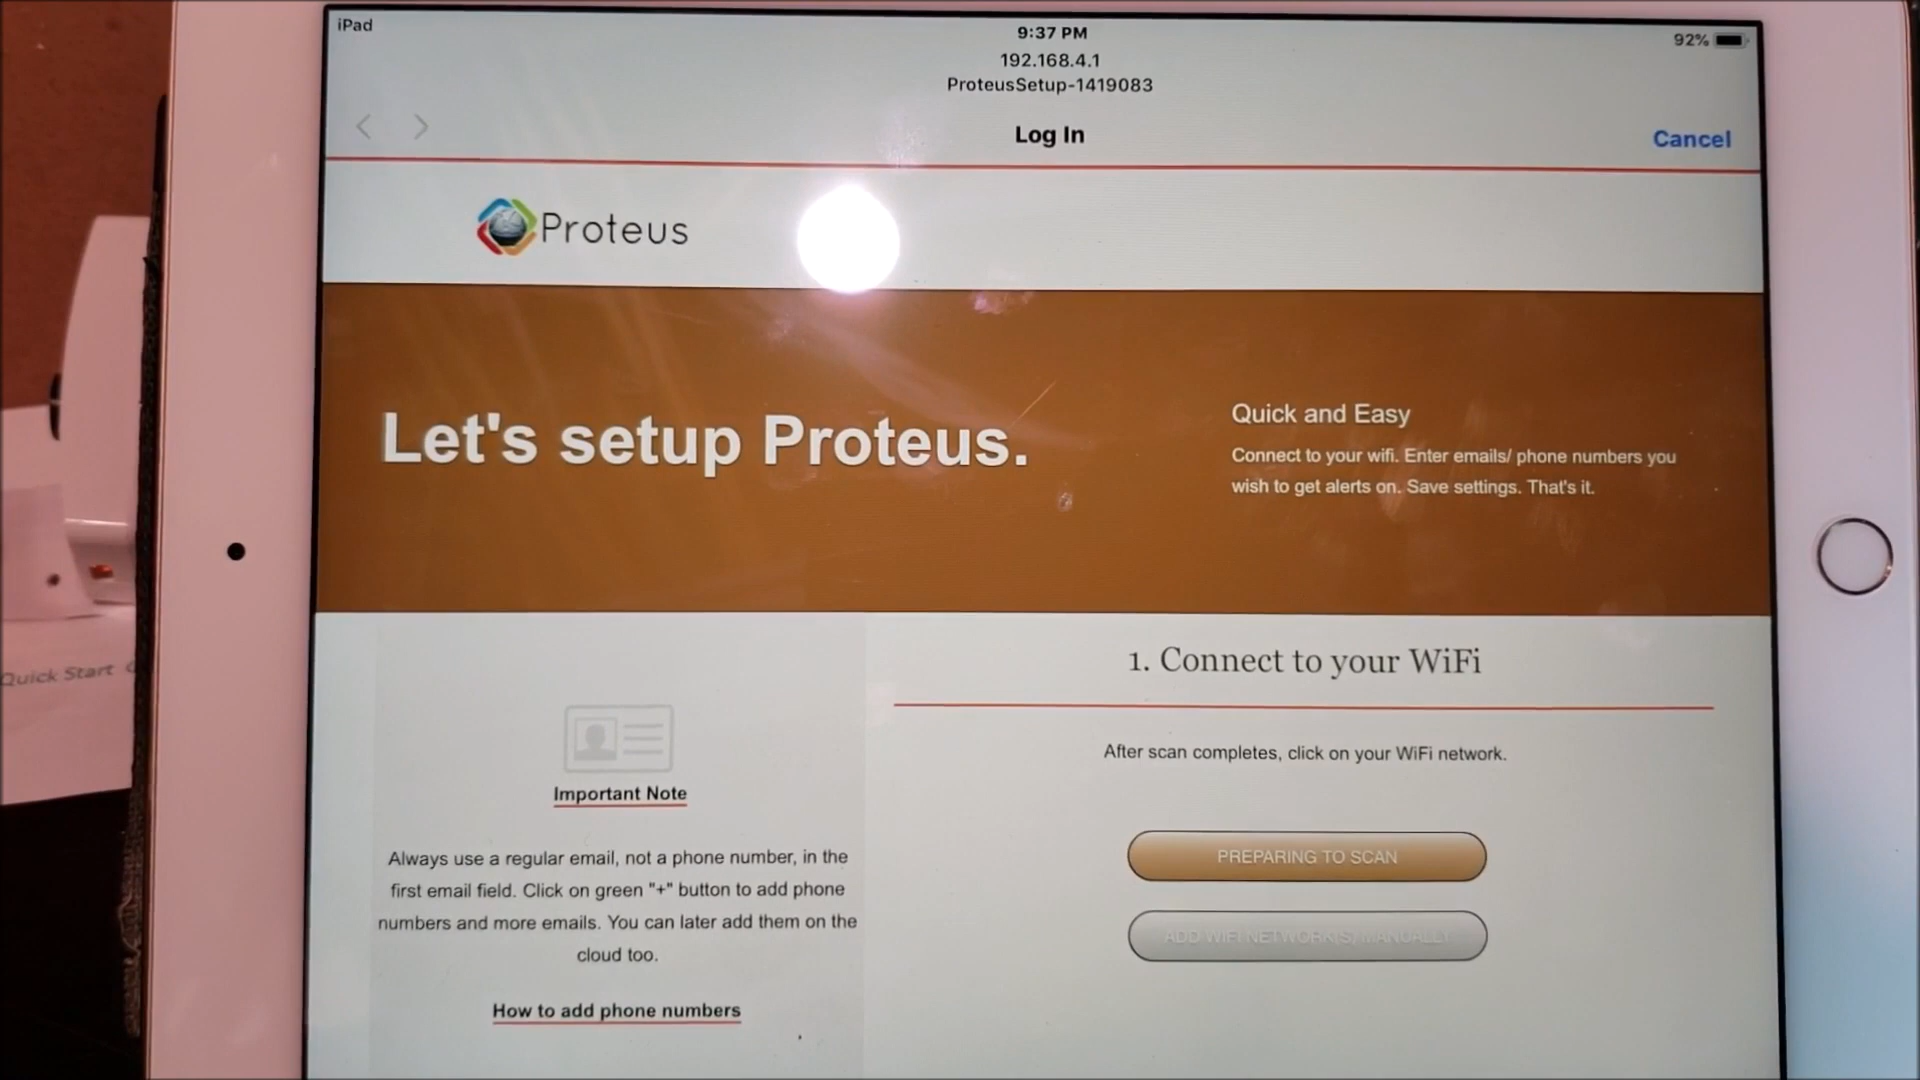 iPad
9:37 PM
92%
192.168.4.1
ProteusSetup-1419083
Log In
Cancel
Proteus
Let's setup Proteus.
Quick and Easy
Connect to your wifi. Enter emails/ phone numbers you
wish to get alerts on. Save settings. That's it.
1. Connect to your WiFi
After scan completes, click on your WiFi network.
PREPARING TO SCAN
ADD WIFI NETWORK(S) MANUALLY
Important Note
Always use a regular email, not a phone number, in the
first email field. Click on green "+" button to add phone
numbers and more emails. You can later add them on the
cloud too.
How to add phone numbers
Quick Start